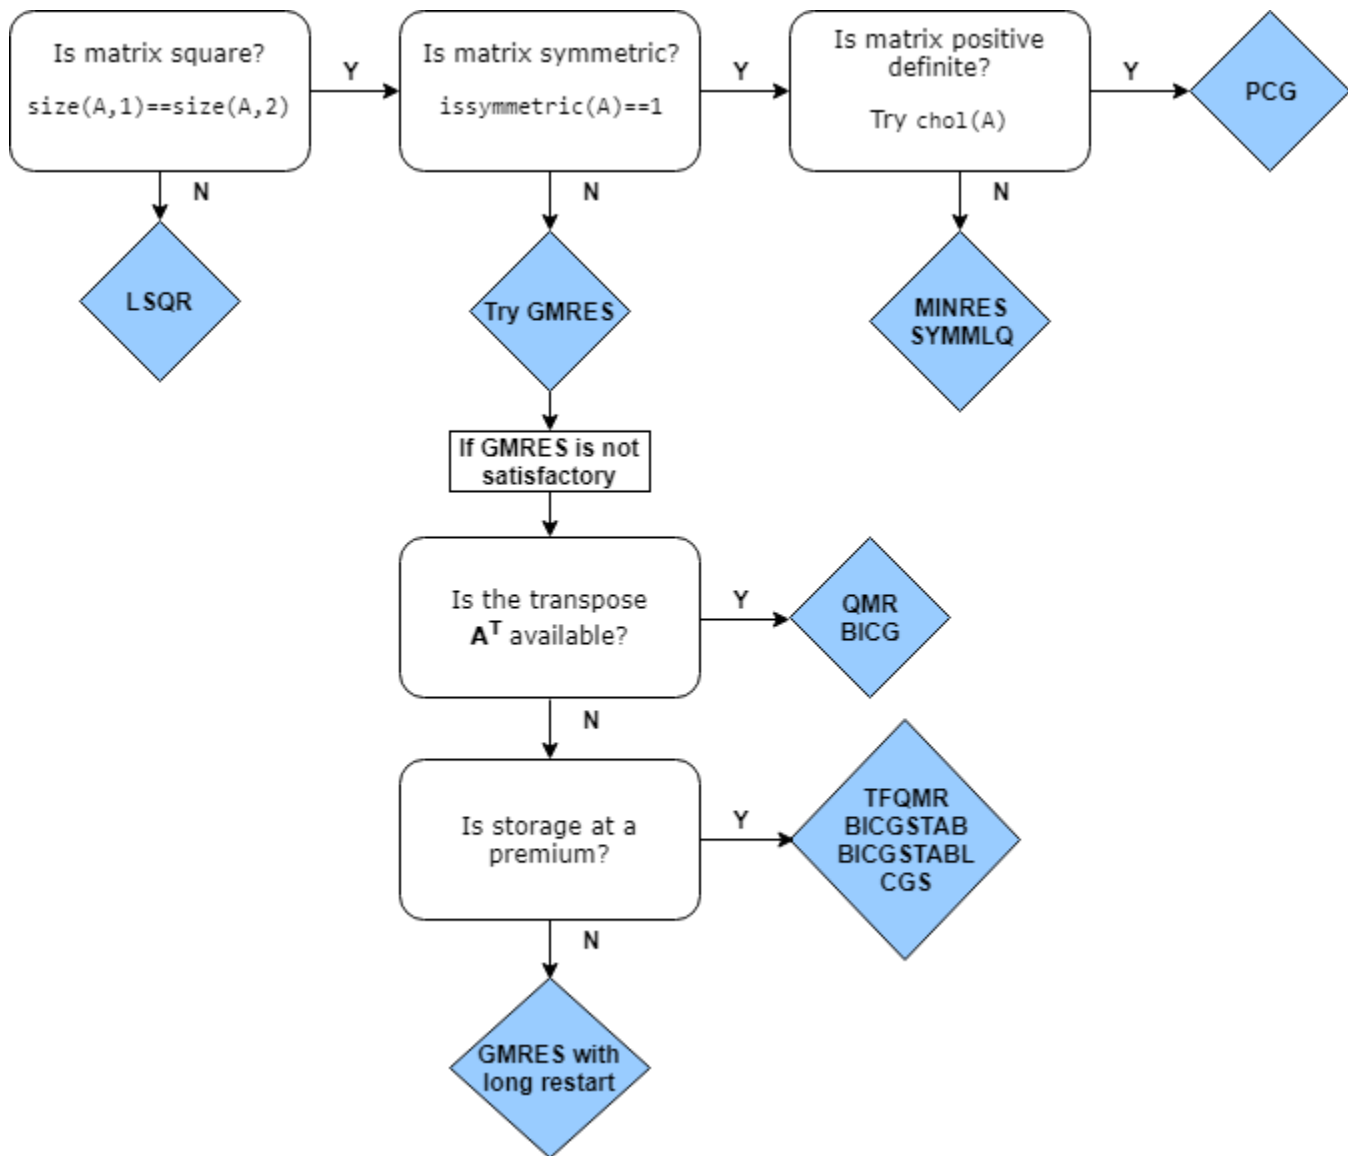 Is matrix square?
size(A,1)==size(A,2)
Y
Is matrix symmetric?
issymmetric(A)==1
Y
Is matrix positive
definite?
Try chol(A)
Y
PCG
N
LSQR
N
Try GMRES
N
MINRES
SYMMLQ
If GMRES is not
satisfactory
Is the transpose
Aᵀ available?
Y
QMR
BICG
N
Is storage at a
premium?
Y
TFQMR
BICGSTAB
BICGSTABL
CGS
N
GMRES with
long restart